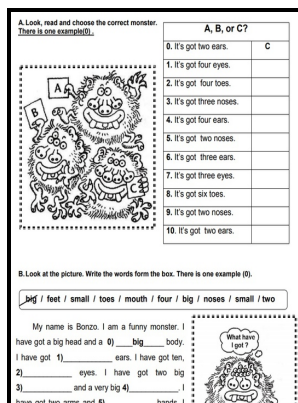 A. Look, read and choose the correct monster.
There is one example(0) .
A, B, or C?
0. It's got two ears. C
1. It's got four eyes.
2. It's got four toes.
3. It's got three noses.
4. It's got four ears.
5. It's got two noses.
6. It's got three ears.
7. It's got three eyes.
8. It's got six toes.
9. It's got two noses.
10. It's got two ears.
A
B
C
B. Look at the picture. Write the words form the box. There is one example (0).
big / feet / small / toes / mouth / four / big / noses / small / two
My name is Bonzo. I am a funny monster. I
have got a big head and a 0) ____big____ body.
I have got 1)__________ ears. I have got ten,
2)__________ eyes. I have got two big
3)__________ and a very big 4)__________. I
have got two arms and 5)__________ hands. I
What have
I got ?